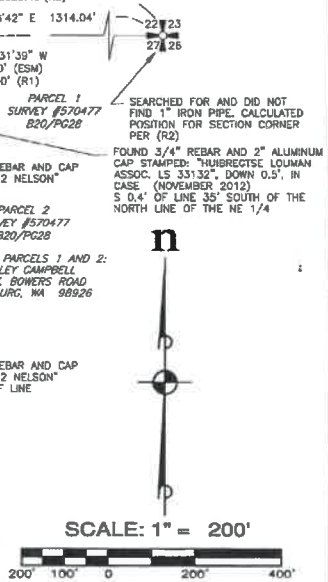 '42" E 1314.04'
22 23
27 26
31'39" W
0' (ESM)
0' (R1)
PARCEL 1
SURVEY #570477
B20/PG28
SEARCHED FOR AND DID NOT
FIND 1" IRON PIPE. CALCULATED
POSITION FOR SECTION CORNER
PER (R2)
FOUND 3/4" REBAR AND 2" ALUMINUM
CAP STAMPED: "HUIBRECTSE LOUMAN
ASSOC. LS 33132", DOWN 0.5', IN
CASE (NOVEMBER 2012)
S 0.4' OF LINE 35' SOUTH OF THE
NORTH LINE OF THE NE 1/4
EBAR AND CAP
2 NELSON"
PARCEL 2
VEY #570477
B20/PG28
PARCELS 1 AND 2:
LEY CAMPBELL
BOWERS ROAD
BURG, WA 98926
n
EBAR AND CAP
2 NELSON"
F LINE
SCALE: 1" = 200'
200' 100' 0 200' 400'